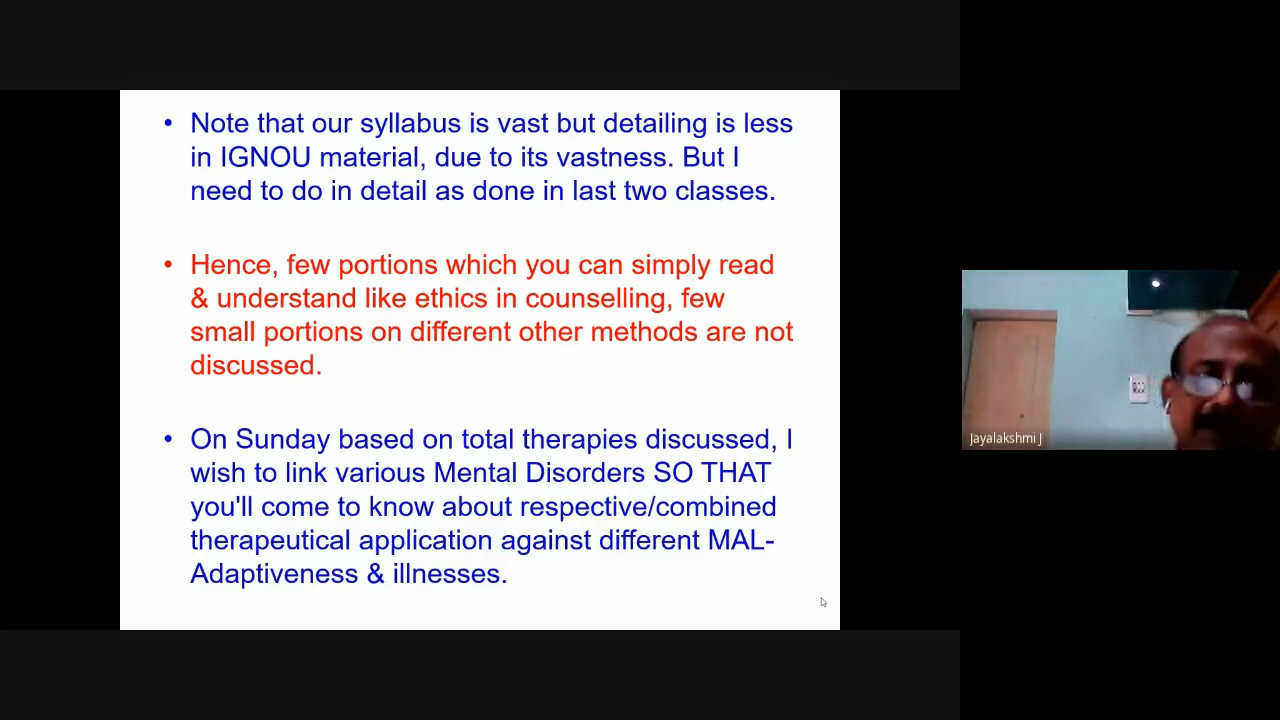 • Note that our syllabus is vast but detailing is less
in IGNOU material, due to its vastness. But I
need to do in detail as done in last two classes.
• Hence, few portions which you can simply read
& understand like ethics in counselling, few
small portions on different other methods are not
discussed.
• On Sunday based on total therapies discussed, I
wish to link various Mental Disorders SO THAT
you'll come to know about respective/combined
therapeutical application against different MAL-
Adaptiveness & illnesses.
Jayalakshmi J